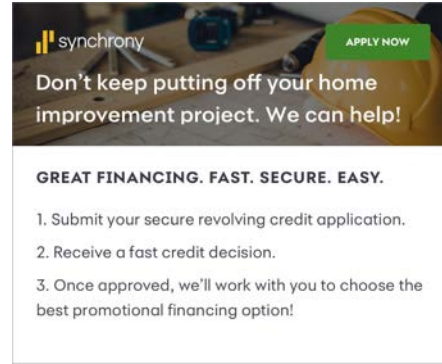 synchrony
APPLY NOW
Don't keep putting off your home
improvement project. We can help!
GREAT FINANCING. FAST. SECURE. EASY.
1. Submit your secure revolving credit application.
2. Receive a fast credit decision.
3. Once approved, we'll work with you to choose the
best promotional financing option!